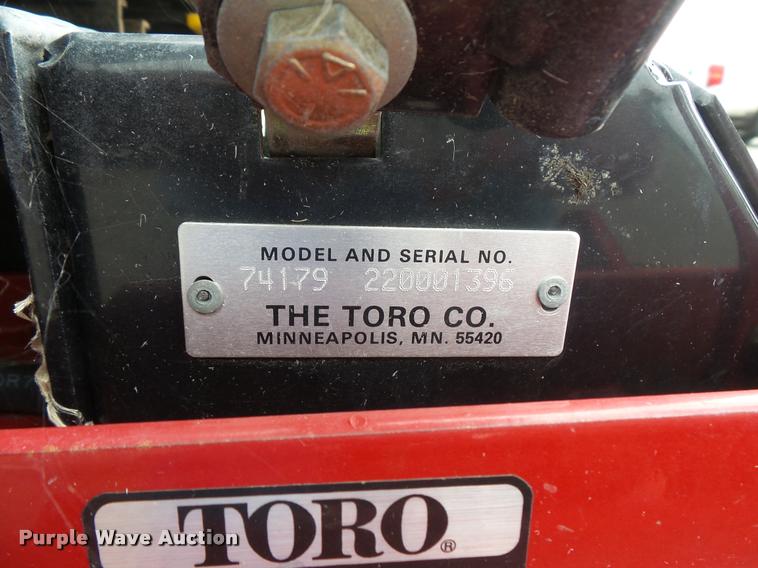 MODEL AND SERIAL NO.
74179 220001396
THE TORO CO.
MINNEAPOLIS, MN. 55420
TORO®
Purple Wave Auction